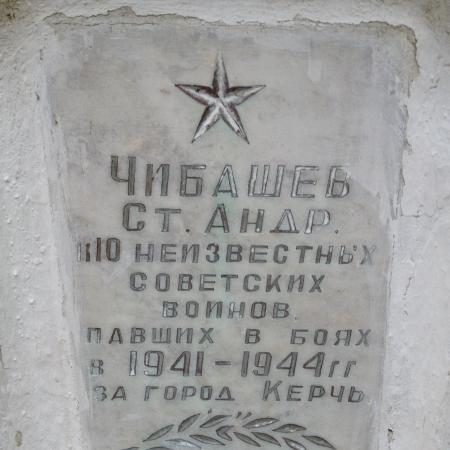 ЧИБАШЕВ
СТ. АНДР.
И 10 НЕИЗВЕСТНЫХ
СОВЕТСКИХ
ВОИНОВ.
ПАВШИХ В БОЯХ
В 1941-1944 гг
ЗА ГОРОД КЕРЧЬ